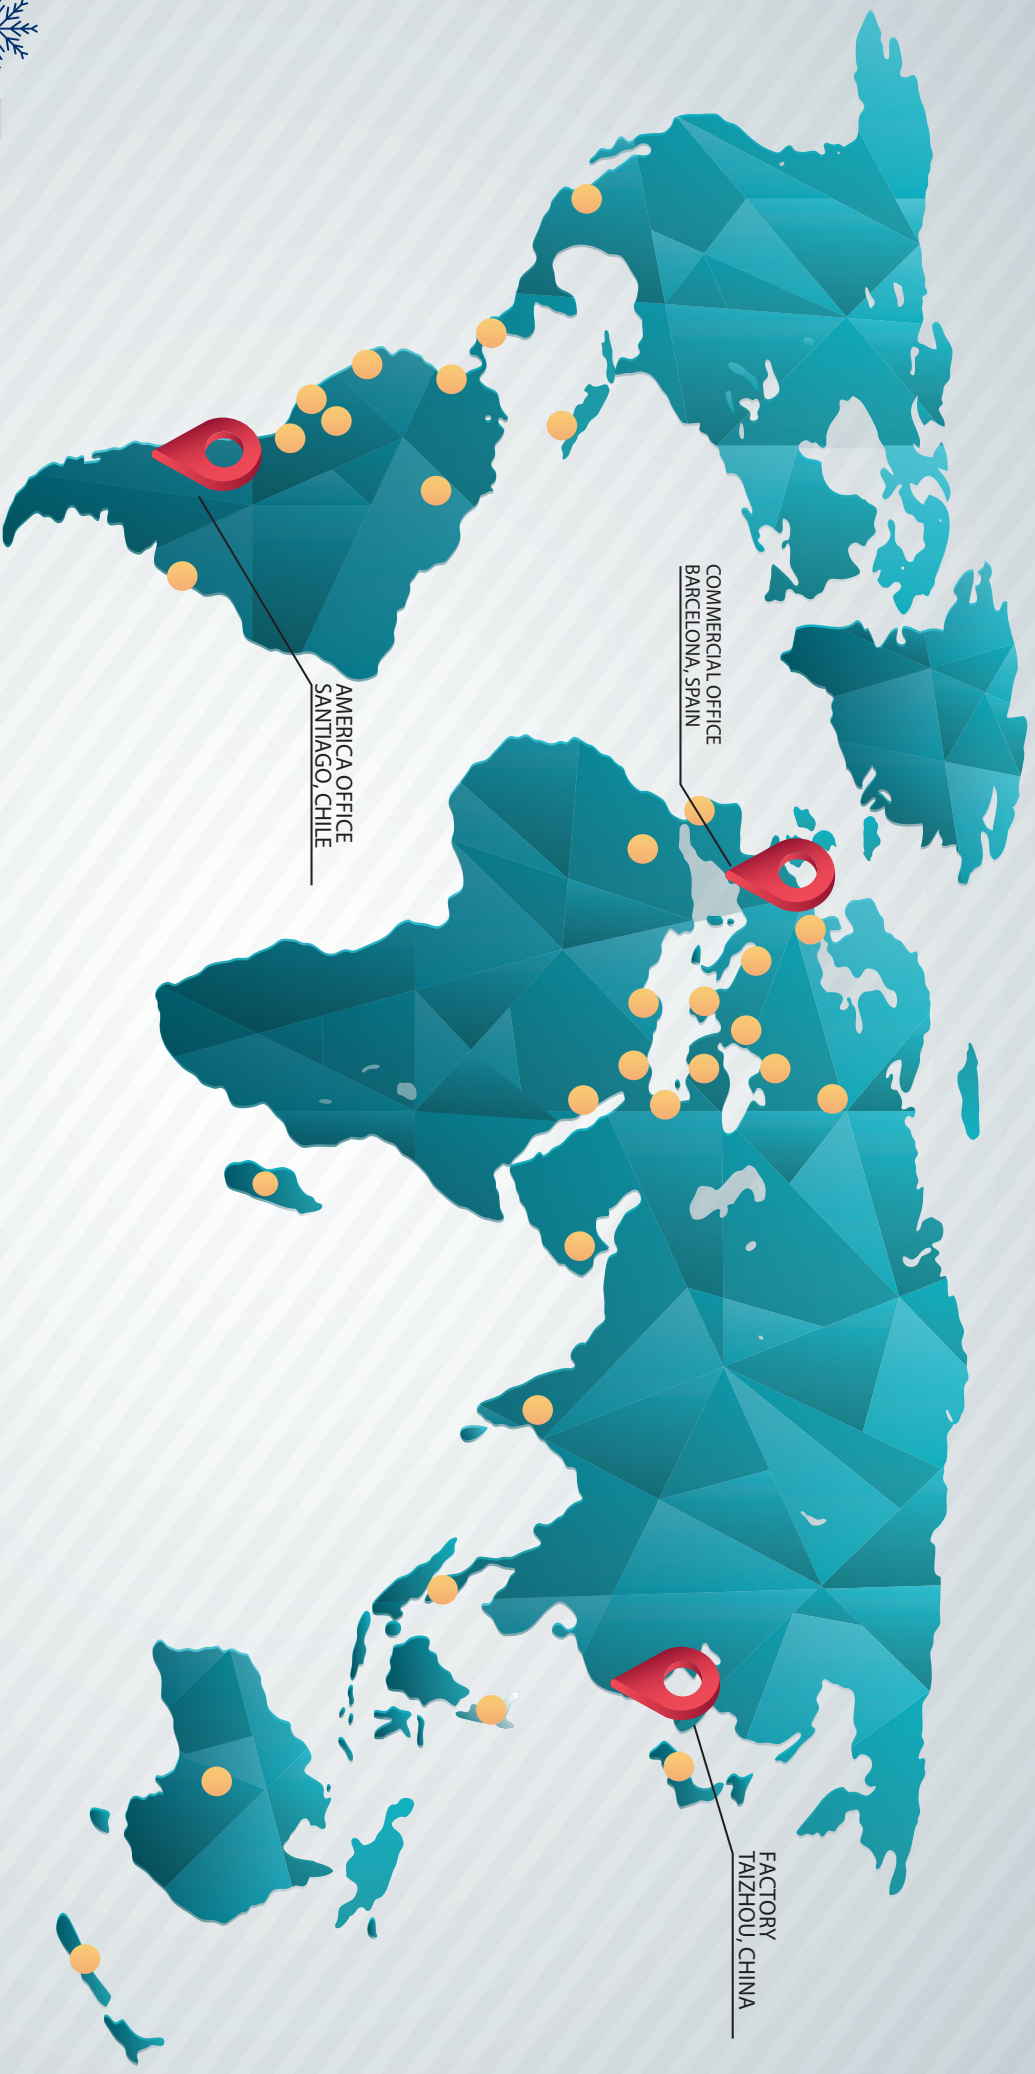 COMMERCIAL OFFICE
BARCELONA, SPAIN
AMERICA OFFICE
SANTIAGO, CHILE
FACTORY
TAIZHOU, CHINA